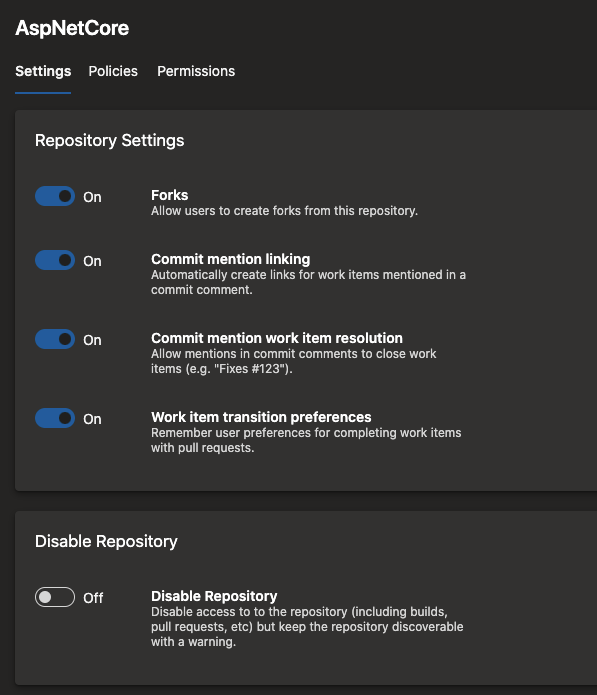 AspNetCore
Settings Policies Permissions
Repository Settings
On Forks
Allow users to create forks from this repository.
On Commit mention linking
Automatically create links for work items mentioned in a
commit comment.
On Commit mention work item resolution
Allow mentions in commit comments to close work
items (e.g. "Fixes #123").
On Work item transition preferences
Remember user preferences for completing work items
with pull requests.
Disable Repository
Off Disable Repository
Disable access to to the repository (including builds,
pull requests, etc) but keep the repository discoverable
with a warning.